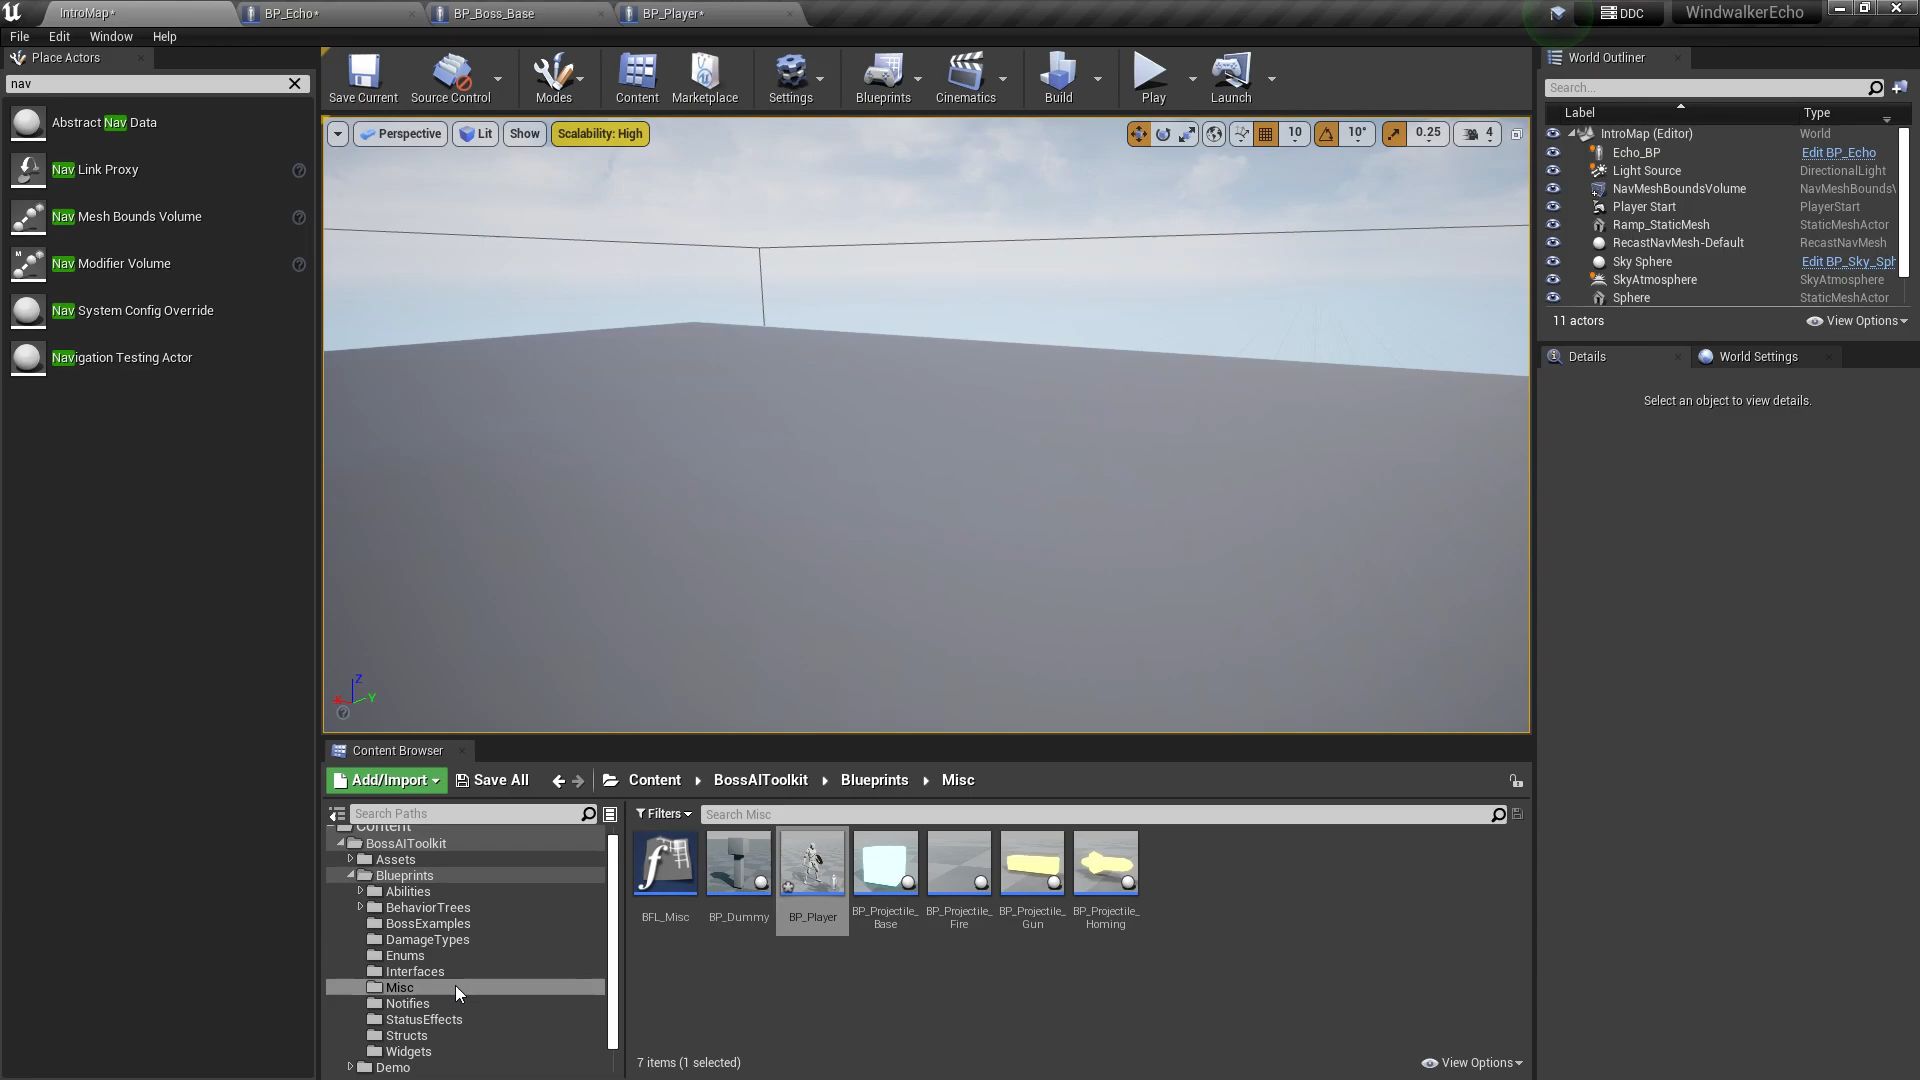 IntroMap*
BP_Echo*
BP_Boss_Base
BP_Player*
DDC
WindwalkerEcho
File
Edit
Window
Help
Place Actors
nav
Abstract Nav Data
Nav Link Proxy
Nav Mesh Bounds Volume
Nav Modifier Volume
Nav System Config Override
Navigation Testing Actor
Save Current
Source Control
Modes
Content
Marketplace
Settings
Blueprints
Cinematics
Build
Play
Launch
Perspective
Lit
Show
Scalability: High
10
10°
0.25
4
Z
X
Y
World Outliner
Search...
Label
Type
IntroMap (Editor)
World
Echo_BP
Edit BP_Echo
Light Source
DirectionalLight
NavMeshBoundsVolume
NavMeshBoundsV
Player Start
PlayerStart
Ramp_StaticMesh
StaticMeshActor
RecastNavMesh-Default
RecastNavMesh
Sky Sphere
Edit BP_Sky_Sph
SkyAtmosphere
SkyAtmosphere
Sphere
StaticMeshActor
11 actors
View Options
Details
World Settings
Select an object to view details.
Content Browser
Add/Import
Save All
Content
BossAIToolkit
Blueprints
Misc
Search Paths
Filters
Search Misc
Content
BossAIToolkit
Assets
Blueprints
Abilities
BehaviorTrees
BossExamples
DamageTypes
Enums
Interfaces
Misc
Notifies
StatusEffects
Structs
Widgets
Demo
BFL_Misc
BP_Dummy
BP_Player
BP_Projectile_
Base
BP_Projectile_
Fire
BP_Projectile_
Gun
BP_Projectile_
Homing
7 items (1 selected)
View Options